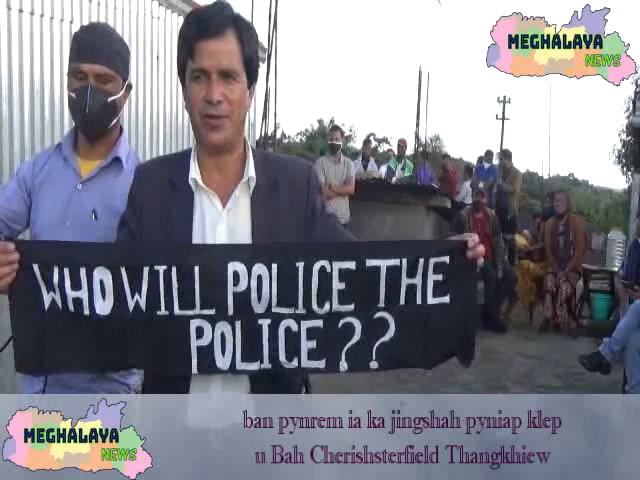 MEGHALAYA
NEWS
WHO WILL POLICE THE
POLICE??
MEGHALAYA
NEWS
ban pynrem ia ka jingshah pyniap klep
u Bah Cherishsterfield Thangkhiew